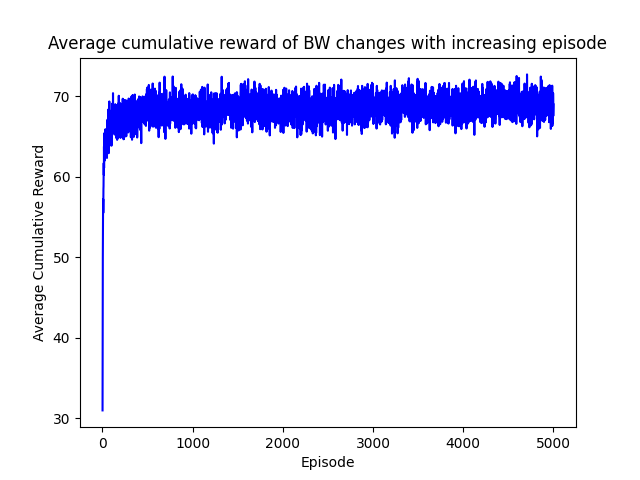 Average cumulative reward of BW changes with increasing episode
70
60
50
40
30
Average Cumulative Reward
0 1000 2000 3000 4000 5000
Episode